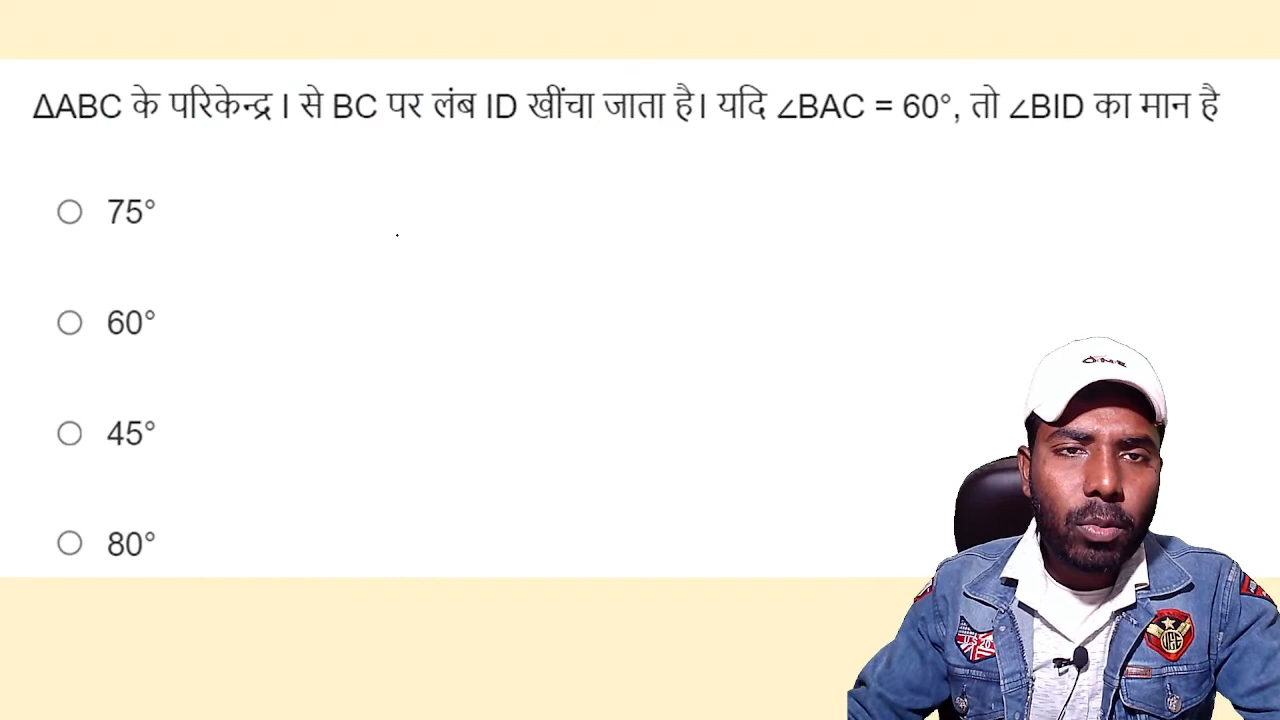 ΔABC के परिकेन्द्र I से BC पर लंब ID खींचा जाता है। यदि ∠BAC = 60°, तो ∠BID का मान है
75°
60°
45°
80°